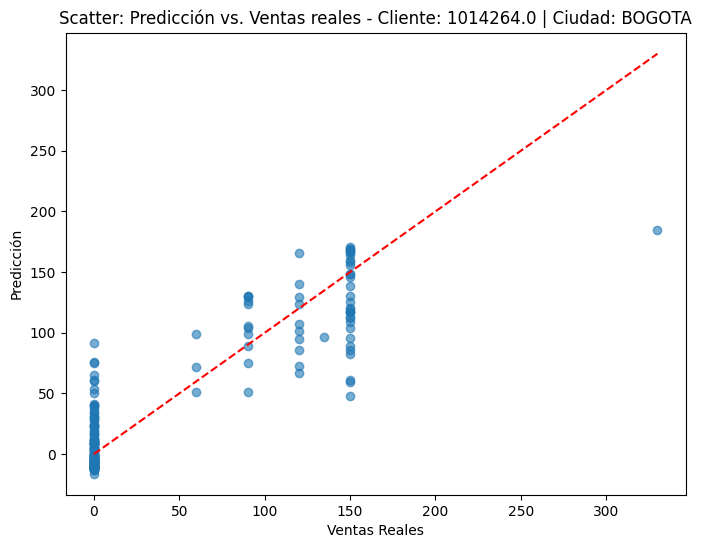 Scatter: Predicción vs. Ventas reales - Cliente: 1014264.0 | Ciudad: BOGOTA
Predicción
300
250
200
150
100
50
0
0 50 100 150 200 250 300
Ventas Reales